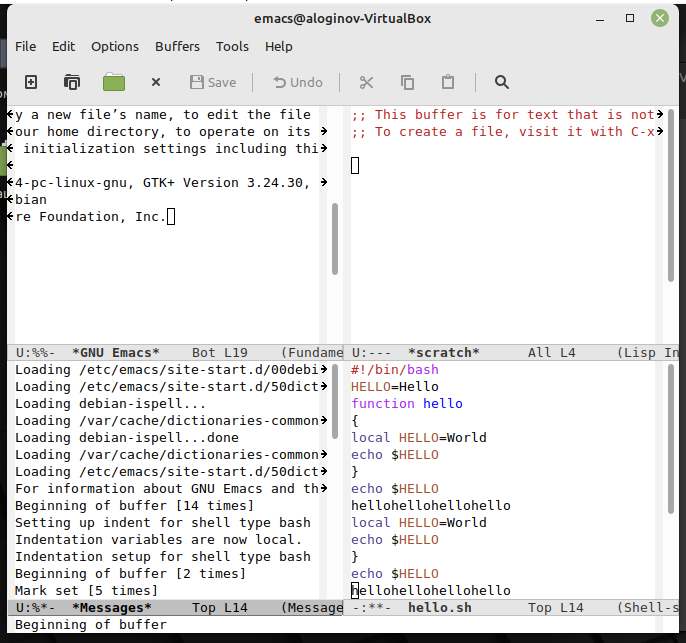 emacs@aloginov-VirtualBox
File Edit Options Buffers Tools Help
Save Undo
y a new file’s name, to edit the file
our home directory, to operate on its
initialization settings including thi
4-pc-linux-gnu, GTK+ Version 3.24.30,
bian
re Foundation, Inc.
U:%%- *GNU Emacs* Bot L19 (Fundame
;; This buffer is for text that is not
;; To create a file, visit it with C-x
U:--- *scratch* All L4 (Lisp In
Loading /etc/emacs/site-start.d/00debi
Loading /etc/emacs/site-start.d/50dict
Loading debian-ispell...
Loading /var/cache/dictionaries-common
Loading debian-ispell...done
Loading /var/cache/dictionaries-common
Loading /etc/emacs/site-start.d/50dict
For information about GNU Emacs and th
Beginning of buffer [14 times]
Setting up indent for shell type bash
Indentation variables are now local.
Indentation setup for shell type bash
Beginning of buffer [2 times]
Mark set [5 times]
U:%*- *Messages* Top L14 (Message
#!/bin/bash
HELLO=Hello
function hello
{
local HELLO=World
echo $HELLO
}
echo $HELLO
hellohellohellohello
local HELLO=World
echo $HELLO
}
echo $HELLO
hellohellohellohello
-:**- hello.sh Top L14 (Shell-s
Beginning of buffer